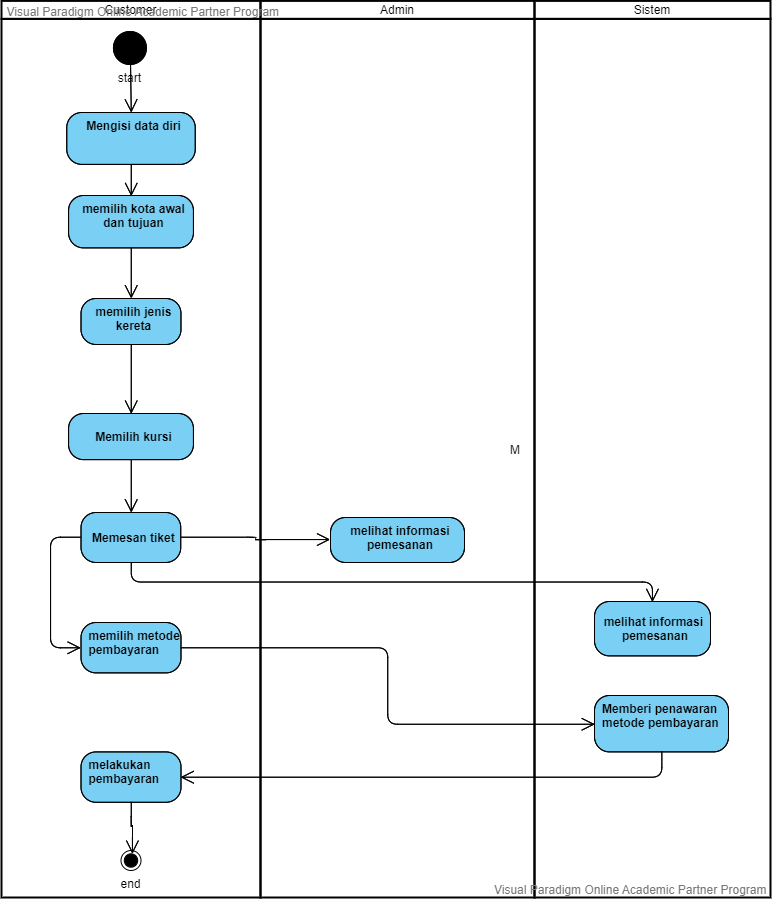 Visual Paradigm Online Academic Partner Program
Customer
Admin
Sistem
start
Mengisi data diri
memilih kota awal
dan tujuan
memilih jenis
kereta
Memilih kursi
M
Memesan tiket
melihat informasi
pemesanan
melihat informasi
pemesanan
memilih metode
pembayaran
Memberi penawaran
metode pembayaran
melakukan
pembayaran
end
Visual Paradigm Online Academic Partner Program